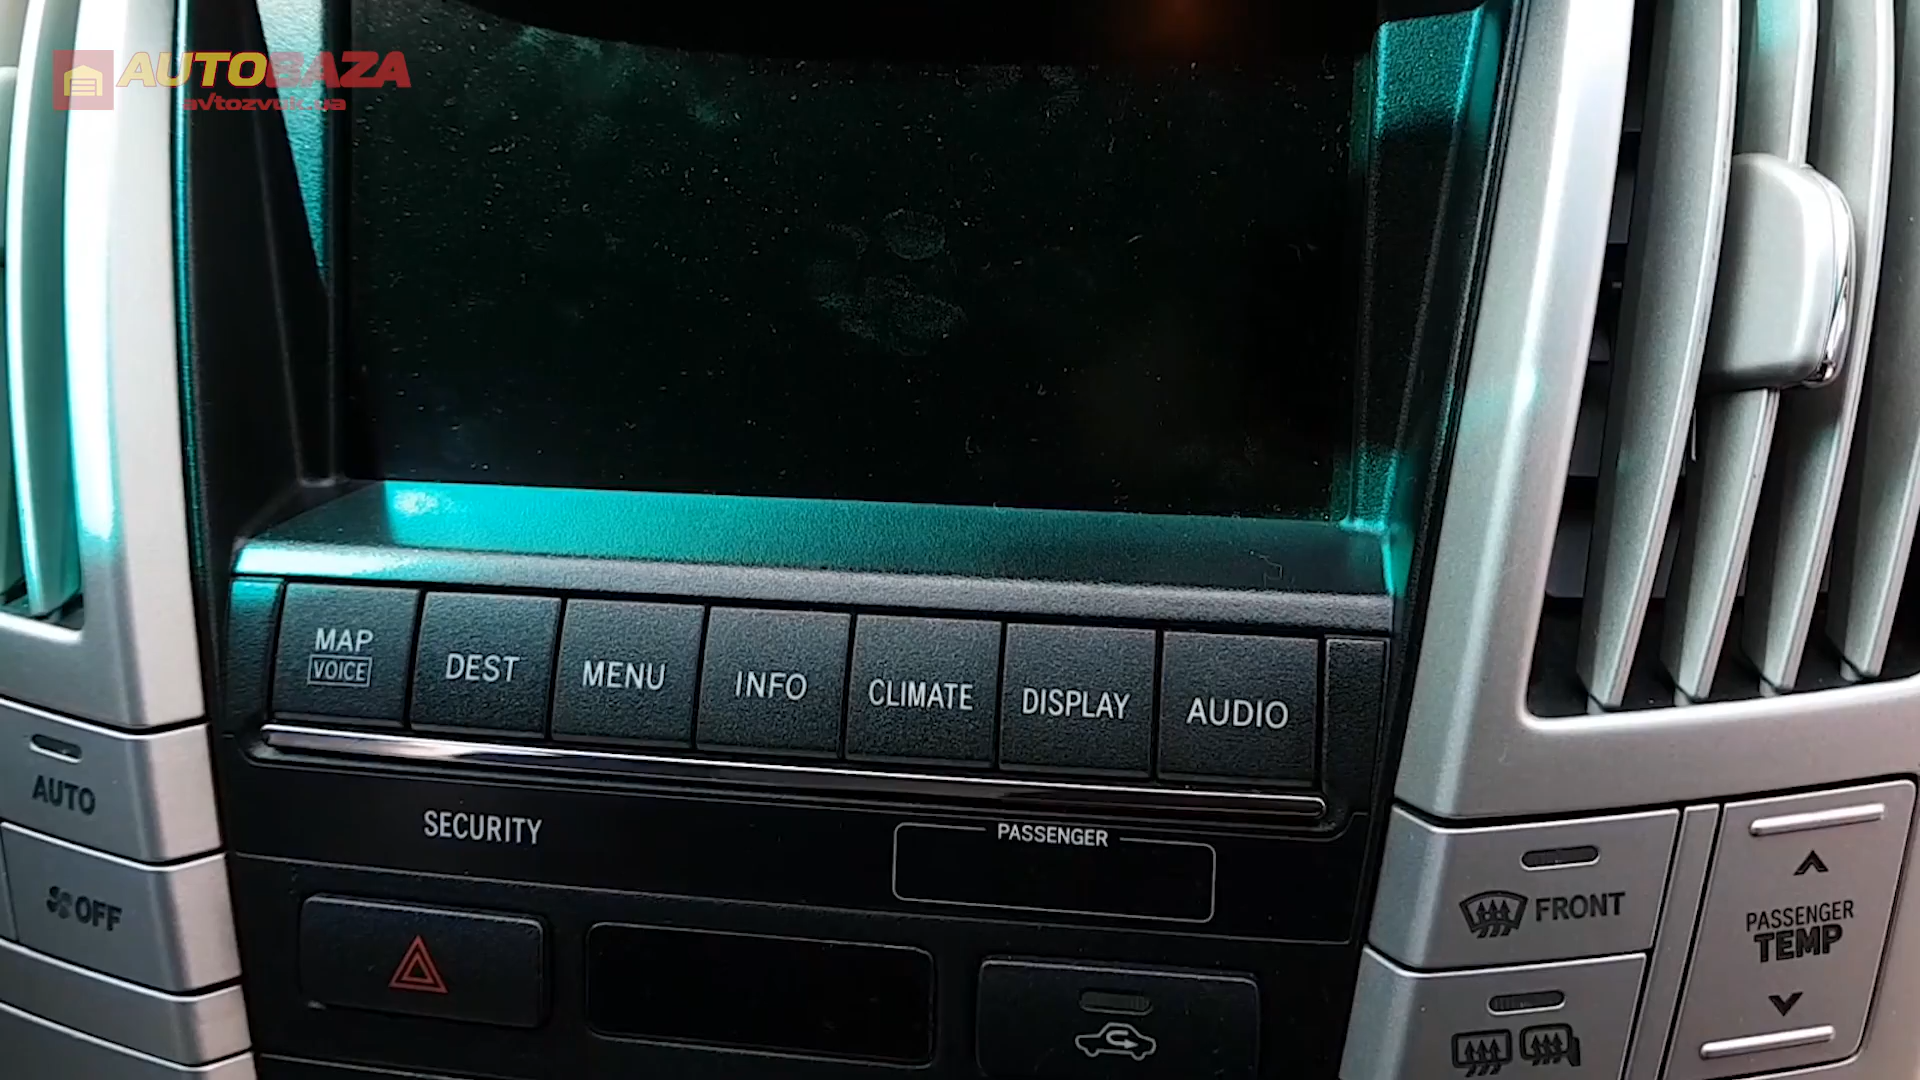 AUTOBAZA
avtozvuk.ua
MAP
VOICE
DEST
MENU
INFO
CLIMATE
DISPLAY
AUDIO
AUTO
SECURITY
PASSENGER
OFF
FRONT
PASSENGER
TEMP